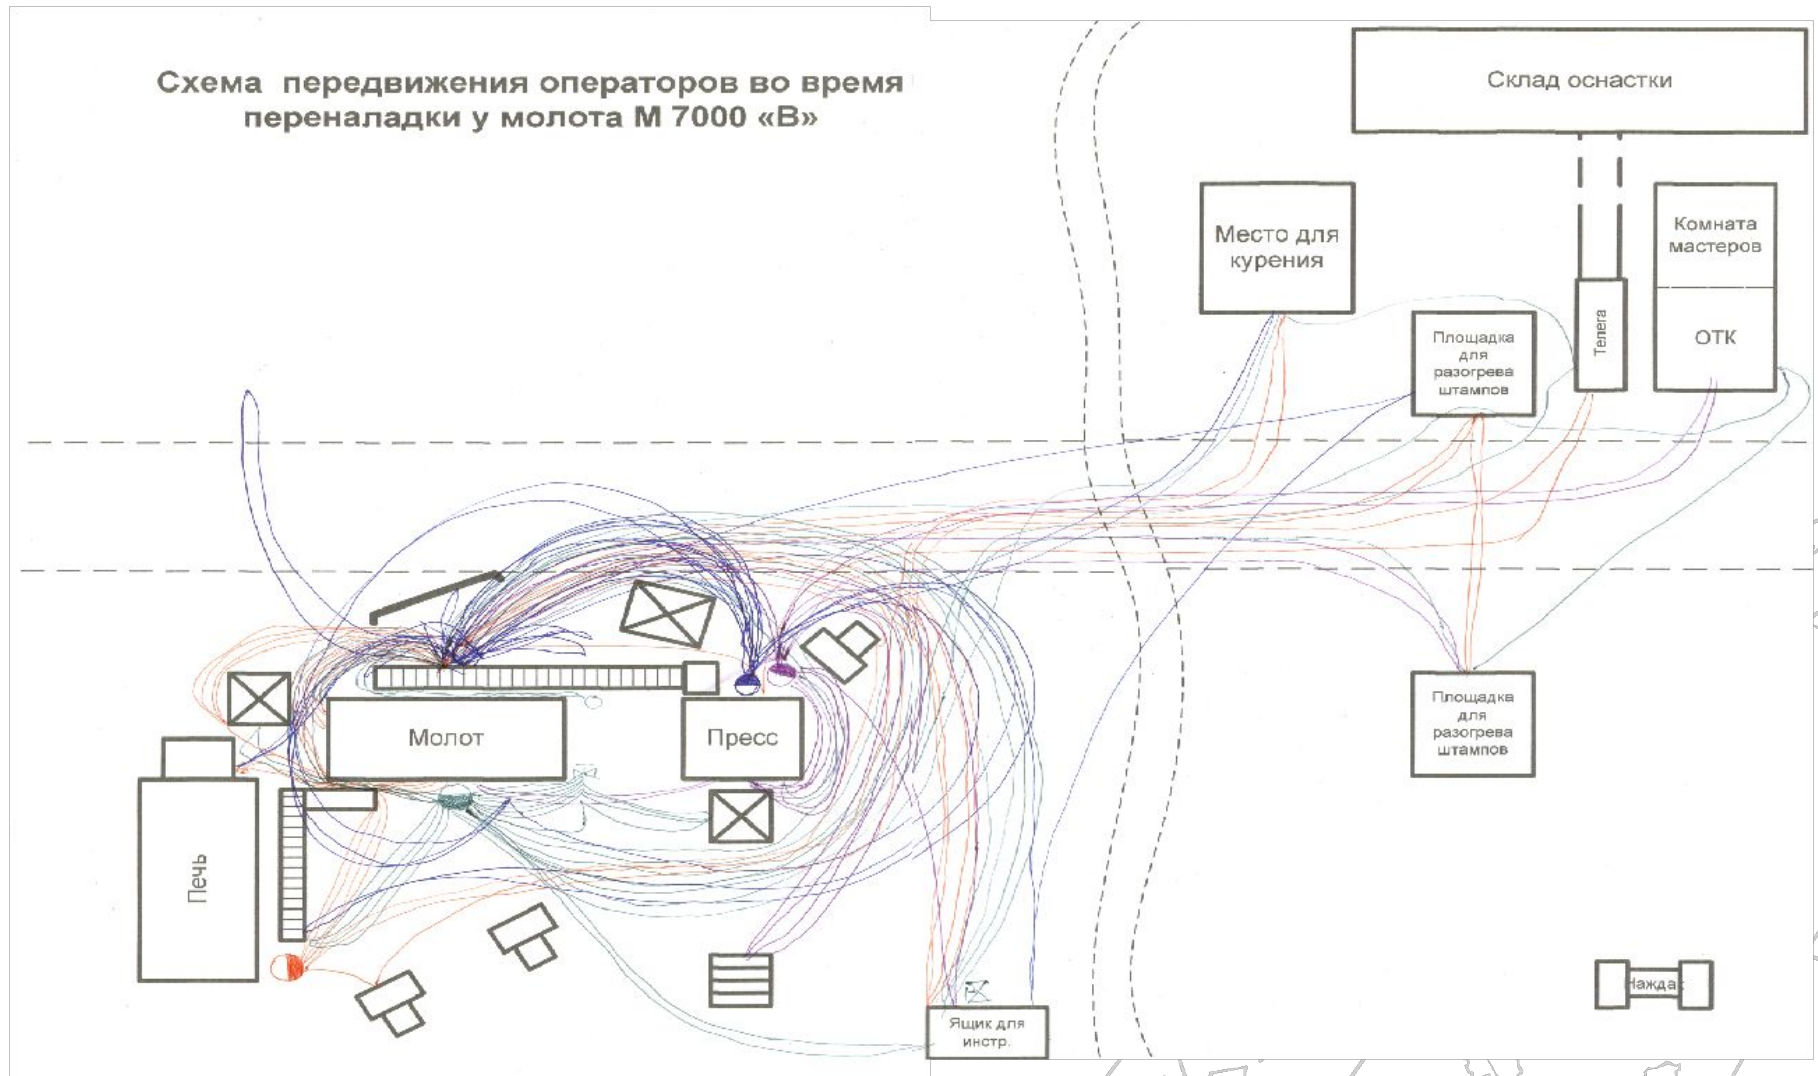 Схема передвижения операторов во время
переналадки у молота М 7000 «В»
Склад оснастки
Место для
курения
Комната
мастеров
ОТК
Телега
Площадка
для
разогрева
штампов
Молот
Пресс
Печь
Площадка
для
разогрева
штампов
Ящик для
инстр.
Наждак